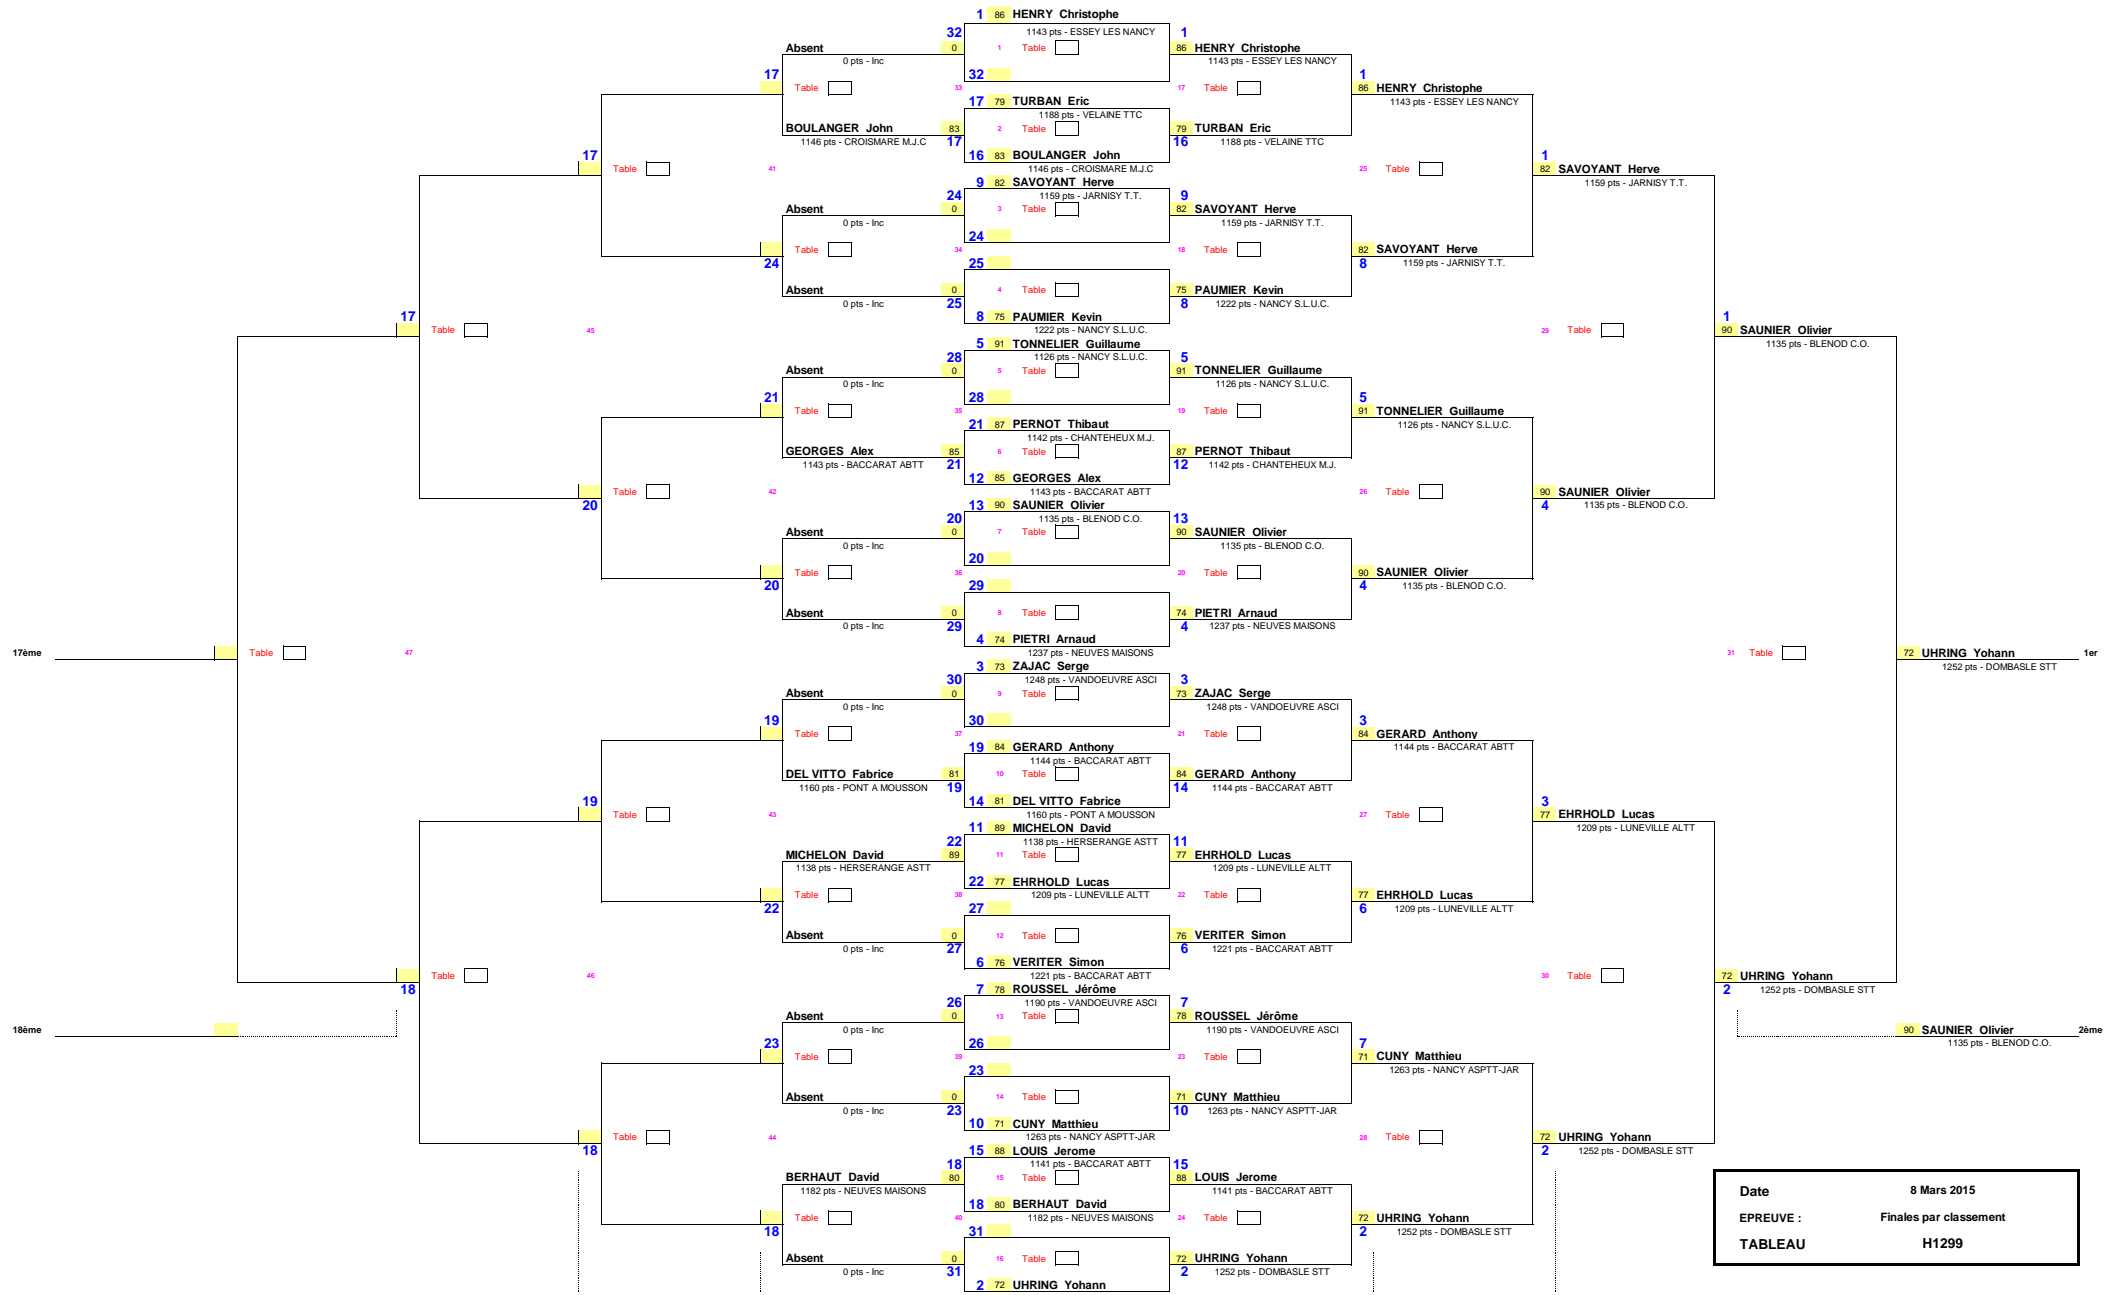 1 86 HENRY Christophe
32 1143 pts - ESSEY LES NANCY 1
Absent 0 1 Table 86 HENRY Christophe
0 pts - Inc 1143 pts - ESSEY LES NANCY
17 32 1
Table 33 17 Table 86 HENRY Christophe
17 79 TURBAN Eric 1143 pts - ESSEY LES NANCY
1188 pts - VELAINE TTC
BOULANGER John 83 2 Table 79 TURBAN Eric
1146 pts - CROISMARE M.J.C 17 16 1188 pts - VELAINE TTC
17 16 83 BOULANGER John 1
Table 41 1146 pts - CROISMARE M.J.C 25 Table 82 SAVOYANT Herve
9 82 SAVOYANT Herve 1159 pts - JARNISY T.T.
24 1159 pts - JARNISY T.T. 9
Absent 0 3 Table 82 SAVOYANT Herve
0 pts - Inc 1159 pts - JARNISY T.T.
24
Table 34 18 Table 82 SAVOYANT Herve
24 25 8 1159 pts - JARNISY T.T.
Absent 0 4 Table 75 PAUMIER Kevin
0 pts - Inc 25 8 1222 pts - NANCY S.L.U.C.
17 8 75 PAUMIER Kevin 1
Table 45 1222 pts - NANCY S.L.U.C. 29 Table 90 SAUNIER Olivier
5 91 TONNELIER Guillaume 1135 pts - BLENOD C.O.
28 1126 pts - NANCY S.L.U.C. 5
Absent 0 5 Table 91 TONNELIER Guillaume
0 pts - Inc 1126 pts - NANCY S.L.U.C.
21 28 5
Table 35 19 Table 91 TONNELIER Guillaume
21 87 PERNOT Thibaut 1126 pts - NANCY S.L.U.C.
1142 pts - CHANTEHEUX M.J.
GEORGES Alex 85 6 Table 87 PERNOT Thibaut
1143 pts - BACCARAT ABTT 21 12 1142 pts - CHANTEHEUX M.J.
12 85 GEORGES Alex
Table 42 1143 pts - BACCARAT ABTT 26 Table 90 SAUNIER Olivier
20 13 90 SAUNIER Olivier 4 1135 pts - BLENOD C.O.
20 1135 pts - BLENOD C.O. 13
Absent 0 7 Table 90 SAUNIER Olivier
0 pts - Inc 1135 pts - BLENOD C.O.
20
Table 36 20 Table 90 SAUNIER Olivier
20 29 4 1135 pts - BLENOD C.O.
Absent 0 8 Table 74 PIETRI Arnaud
0 pts - Inc 29 4 1237 pts - NEUVES MAISONS
4 74 PIETRI Arnaud
17ème Table 47 1237 pts - NEUVES MAISONS 31 Table 72 UHRING Yohann 1er
3 73 ZAJAC Serge 1252 pts - DOMBASLE STT
30 1248 pts - VANDOEUVRE ASCI 3
Absent 0 9 Table 73 ZAJAC Serge
0 pts - Inc 1248 pts - VANDOEUVRE ASCI
19 30 3
Table 37 21 Table 84 GERARD Anthony
19 84 GERARD Anthony 1144 pts - BACCARAT ABTT
1144 pts - BACCARAT ABTT
DEL VITTO Fabrice 81 10 Table 84 GERARD Anthony
1160 pts - PONT A MOUSSON 19 14 1144 pts - BACCARAT ABTT
19 14 81 DEL VITTO Fabrice 3
Table 43 1160 pts - PONT A MOUSSON 27 Table 77 EHRHOLD Lucas
11 89 MICHELON David 1209 pts - LUNEVILLE ALTT
22 1138 pts - HERSERANGE ASTT 11
MICHELON David 89 11 Table 77 EHRHOLD Lucas
1138 pts - HERSERANGE ASTT 1209 pts - LUNEVILLE ALTT
22 77 EHRHOLD Lucas
Table 38 1209 pts - LUNEVILLE ALTT 22 Table 77 EHRHOLD Lucas
22 27 6 1209 pts - LUNEVILLE ALTT
Absent 0 12 Table 76 VERITER Simon
0 pts - Inc 27 6 1221 pts - BACCARAT ABTT
6 76 VERITER Simon
Table 46 1221 pts - BACCARAT ABTT 30 Table 72 UHRING Yohann
18 7 78 ROUSSEL Jérôme 2 1252 pts - DOMBASLE STT
26 1190 pts - VANDOEUVRE ASCI 7
Absent 0 13 Table 78 ROUSSEL Jérôme
18ème 0 pts - Inc 1190 pts - VANDOEUVRE ASCI 90 SAUNIER Olivier 2ème
23 26 7 1135 pts - BLENOD C.O.
Table 39 23 Table 71 CUNY Matthieu
23 1263 pts - NANCY ASPTT-JAR
Absent 0 14 Table 71 CUNY Matthieu
0 pts - Inc 23 10 1263 pts - NANCY ASPTT-JAR
10 71 CUNY Matthieu
Table 44 1263 pts - NANCY ASPTT-JAR 28 Table 72 UHRING Yohann
18 15 88 LOUIS Jerome 2 1252 pts - DOMBASLE STT
18 1141 pts - BACCARAT ABTT 15
BERHAUT David 80 15 Table 88 LOUIS Jerome
1182 pts - NEUVES MAISONS 1141 pts - BACCARAT ABTT
Date 8 Mars 2015
18 80 BERHAUT David
Table 40 1182 pts - NEUVES MAISONS 24 Table 72 UHRING Yohann
EPREUVE : Finales par classement
18 31 2 1252 pts - DOMBASLE STT
TABLEAU H1299
Absent 0 16 Table 72 UHRING Yohann
0 pts - Inc 31 2 1252 pts - DOMBASLE STT
2 72 UHRING Yohann